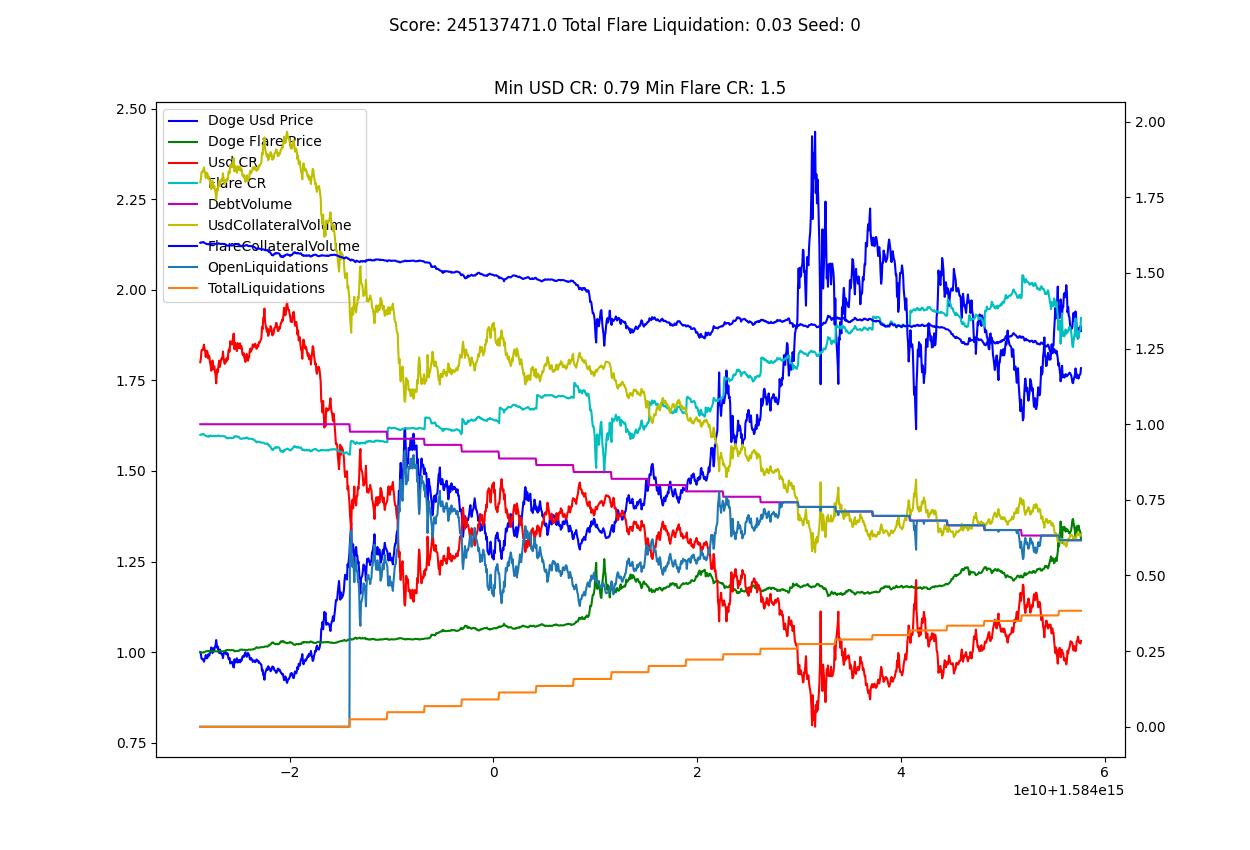 Score: 245137471.0 Total Flare Liquidation: 0.03 Seed: 0
Min USD CR: 0.79 Min Flare CR: 1.5
Doge Usd Price
Doge Flare Price
Usd CR
Flare CR
DebtVolume
UsdCollateralVolume
FlareCollateralVolume
OpenLiquidations
TotalLiquidations
2.50
2.25
2.00
1.75
1.50
1.25
1.00
0.75
2.00
1.75
1.50
1.25
1.00
0.75
0.50
0.25
0.00
−2
0
2
4
6
1e10+1.584e15